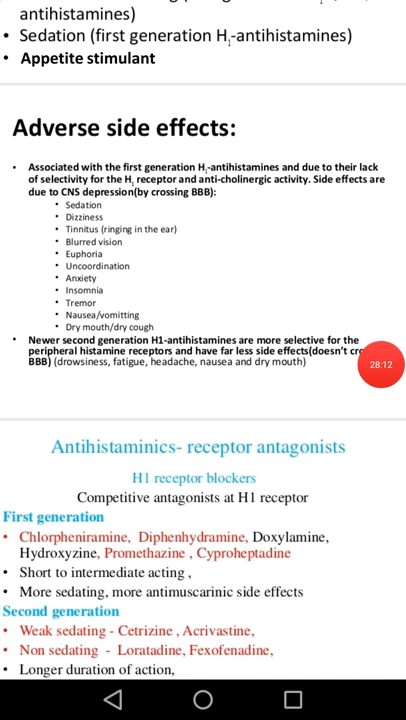 antihistamines)
• Sedation (first generation H1-antihistamines)
• Appetite stimulant
Adverse side effects:
• Associated with the first generation H1-antihistamines and due to their lack
of selectivity for the H1 receptor and anti-cholinergic activity. Side effects are
due to CNS depression(by crossing BBB):
• Sedation
• Dizziness
• Tinnitus (ringing in the ear)
• Blurred vision
• Euphoria
• Uncoordination
• Anxiety
• Insomnia
• Tremor
• Nausea/vomitting
• Dry mouth/dry cough
• Newer second generation H1-antihistamines are more selective for the
peripheral histamine receptors and have far less side effects(doesn't
BBB) (drowsiness, fatigue, headache, nausea and dry mouth)
28:12
Antihistaminics- receptor antagonists
H1 receptor blockers
Competitive antagonists at H1 receptor
First generation
• Chlorpheniramine, Diphenhydramine, Doxylamine,
Hydroxyzine, Promethazine , Cyproheptadine
• Short to intermediate acting ,
• More sedating, more antimuscarinic side effects
Second generation
• Weak sedating - Cetrizine , Acrivastine,
• Non sedating - Loratadine, Fexofenadine,
• Longer duration of action,